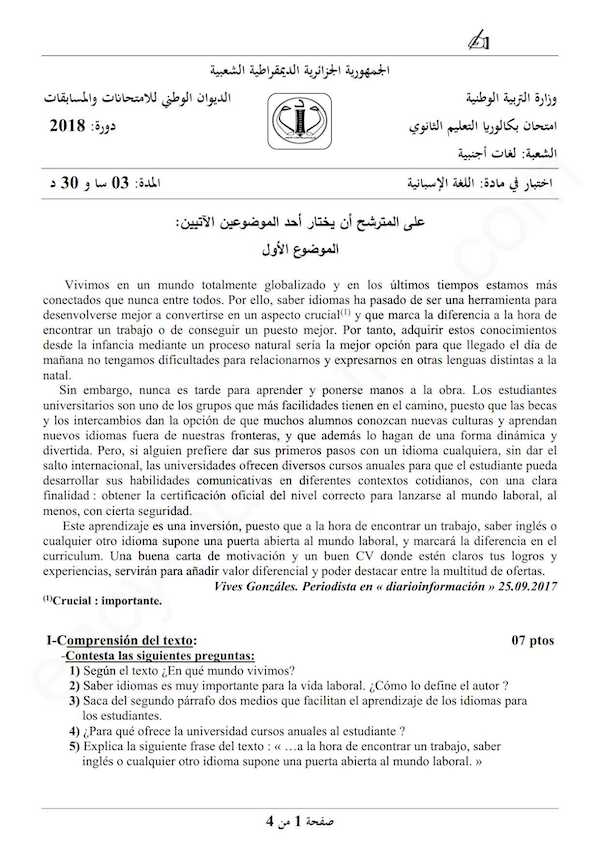 الجمهورية الجزائرية الديمقراطية الشعبية
وزارة التربية الوطنية
الديوان الوطني للامتحانات والمسابقات
امتحان بكالوريا التعليم الثانوي
دورة: 2018
الشعبة: لغات أجنبية
اختبار في مادة: اللغة الإسبانية
المدة: 03 سا و 30 د
على المترشح أن يختار أحد الموضوعين الآتيين:
الموضوع الأول
Vivimos en un mundo totalmente globalizado y en los últimos tiempos estamos más
conectados que nunca entre todos. Por ello, saber idiomas ha pasado de ser una herramienta para
desenvolverse mejor a convertirse en un aspecto crucial(1) y que marca la diferencia a la hora de
encontrar un trabajo o de conseguir un puesto mejor. Por tanto, adquirir estos conocimientos
desde la infancia mediante un proceso natural sería la mejor opción para que llegado el día de
mañana no tengamos dificultades para relacionarnos y expresarnos en otras lenguas distintas a la
natal.
Sin embargo, nunca es tarde para aprender y ponerse manos a la obra. Los estudiantes
universitarios son uno de los grupos que más facilidades tienen en el camino, puesto que las becas
y los intercambios dan la opción de que muchos alumnos conozcan nuevas culturas y aprendan
nuevos idiomas fuera de nuestras fronteras, y que además lo hagan de una forma dinámica y
divertida. Pero, si alguien prefiere dar sus primeros pasos con un idioma cualquiera, sin dar el
salto internacional, las universidades ofrecen diversos cursos anuales para que el estudiante pueda
desarrollar sus habilidades comunicativas en diferentes contextos cotidianos, con una clara
finalidad : obtener la certificación oficial del nivel correcto para lanzarse al mundo laboral, al
menos, con cierta seguridad.
Este aprendizaje es una inversión, puesto que a la hora de encontrar un trabajo, saber inglés o
cualquier otro idioma supone una puerta abierta al mundo laboral, y marcará la diferencia en el
curriculum. Una buena carta de motivación y un buen CV donde estén claros tus logros y
experiencias, servirán para añadir valor diferencial y poder destacar entre la multitud de ofertas.
Vives Gonzáles. Periodista en « diarioinformación » 25.09.2017
(1)Crucial : importante.
I-Comprensión del texto: 07 ptos
-Contesta las siguientes preguntas:
1) Según el texto ¿En qué mundo vivimos?
2) Saber idiomas es muy importante para la vida laboral. ¿Cómo lo define el autor ?
3) Saca del segundo párrafo dos medios que facilitan el aprendizaje de los idiomas para
los estudiantes.
4) ¿Para qué ofrece la universidad cursos anuales al estudiante ?
5) Explica la siguiente frase del texto : « …a la hora de encontrar un trabajo, saber
inglés o cualquier otro idioma supone una puerta abierta al mundo laboral. »
صفحة 1 من 4